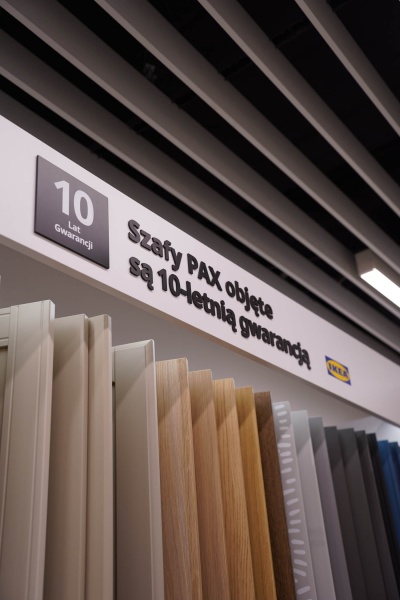 10
Lat
Gwarancji
Szafy PAX objęte
są 10-letnią gwarancją
IKEA